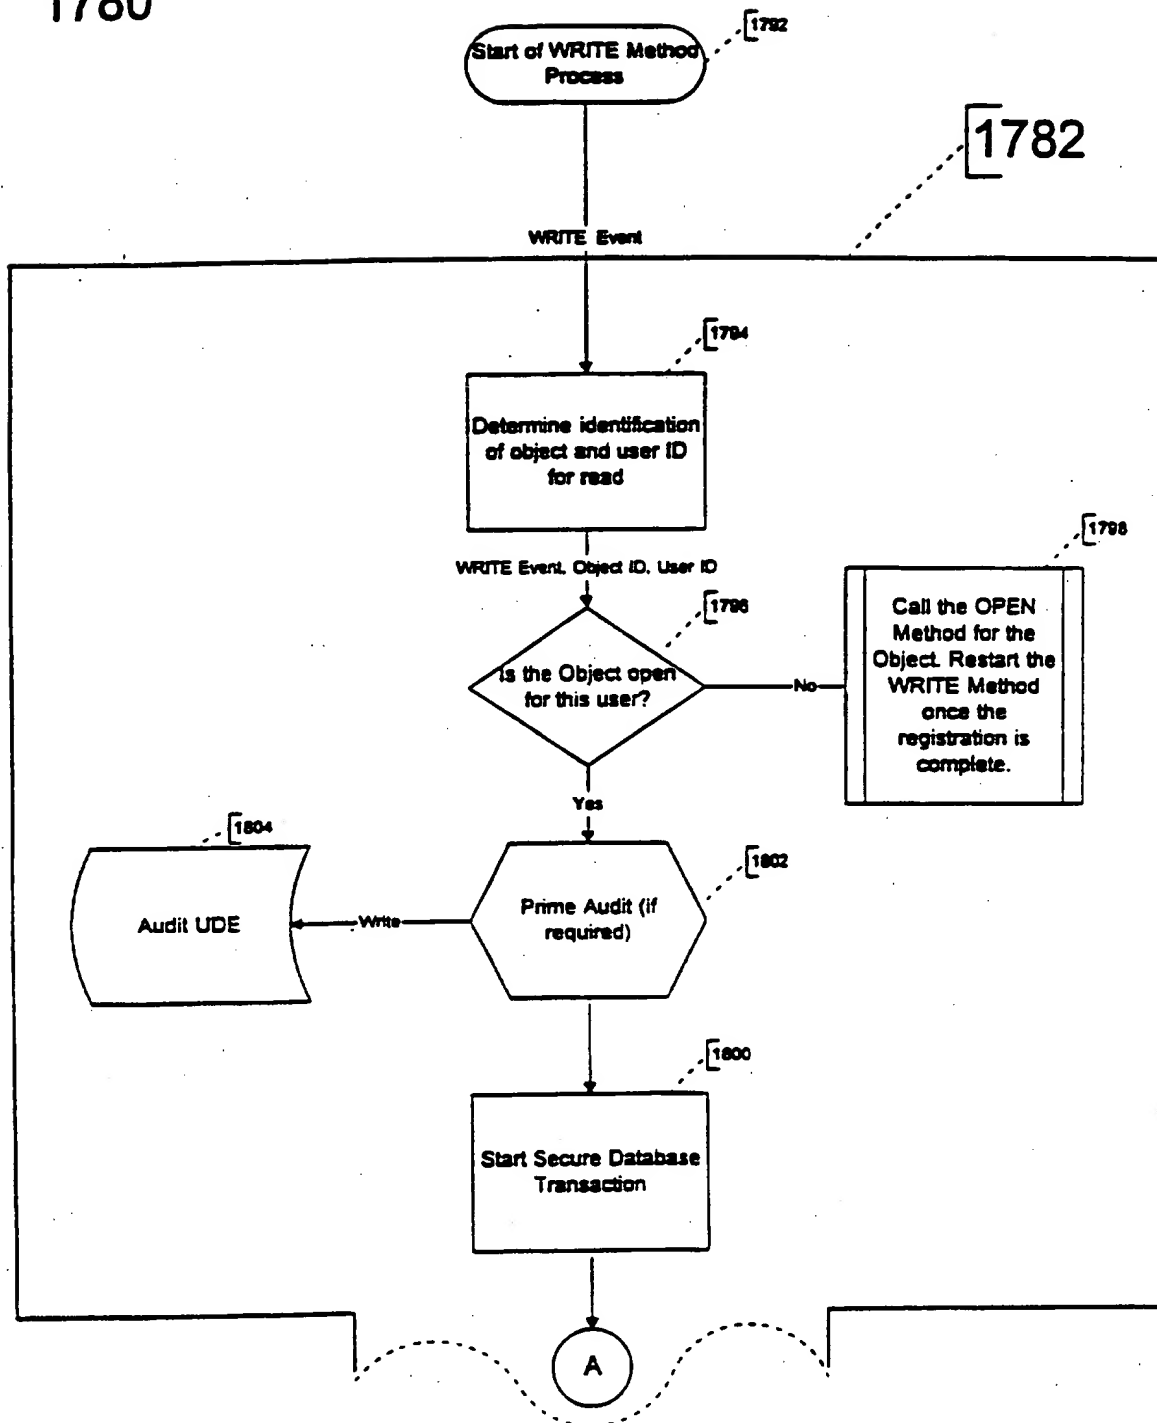 1780
1792
Start of WRITE Method
Process
1782
WRITE Event
1794
Determine identification
of object and user ID
for read
WRITE Event, Object ID, User ID
1796
Is the Object open
for this user?
No
1798
Call the OPEN
Method for the
Object. Restart the
WRITE Method
once the
registration is
complete.
Yes
1804
Audit UDE
Write
1802
Prime Audit (if
required)
1800
Start Secure Database
Transaction
A